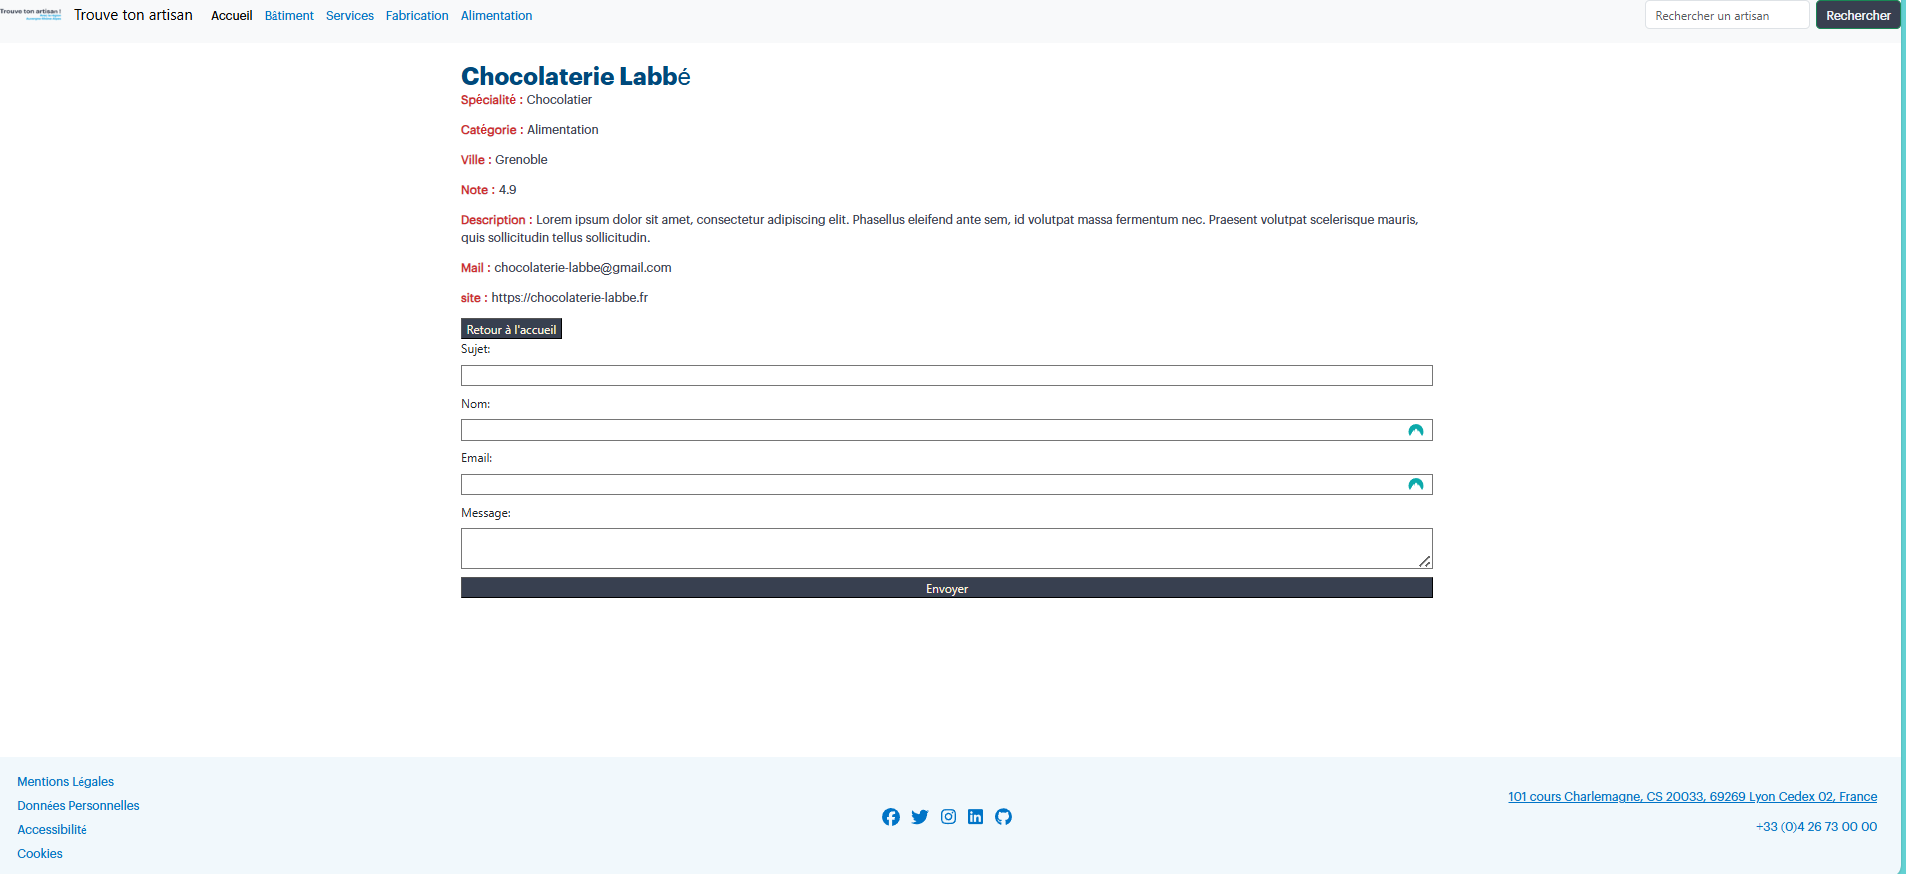 Trouve ton artisan !
Trouve ton artisan
Accueil
Bâtiment
Services
Fabrication
Alimentation
Rechercher un artisan
Rechercher
Chocolaterie Labbé
Spécialité : Chocolatier
Catégorie : Alimentation
Ville : Grenoble
Note : 4.9
Description : Lorem ipsum dolor sit amet, consectetur adipiscing elit. Phasellus eleifend ante sem, id volutpat massa fermentum nec. Praesent volutpat scelerisque mauris,
quis sollicitudin tellus sollicitudin.
Mail : chocolaterie-labbe@gmail.com
site : https://chocolaterie-labbe.fr
Retour à l'accueil
Sujet:
Nom:
Email:
Message:
Envoyer
Mentions Légales
Données Personnelles
Accessibilité
Cookies
101 cours Charlemagne, CS 20033, 69269 Lyon Cedex 02, France
+33 (0)4 26 73 00 00